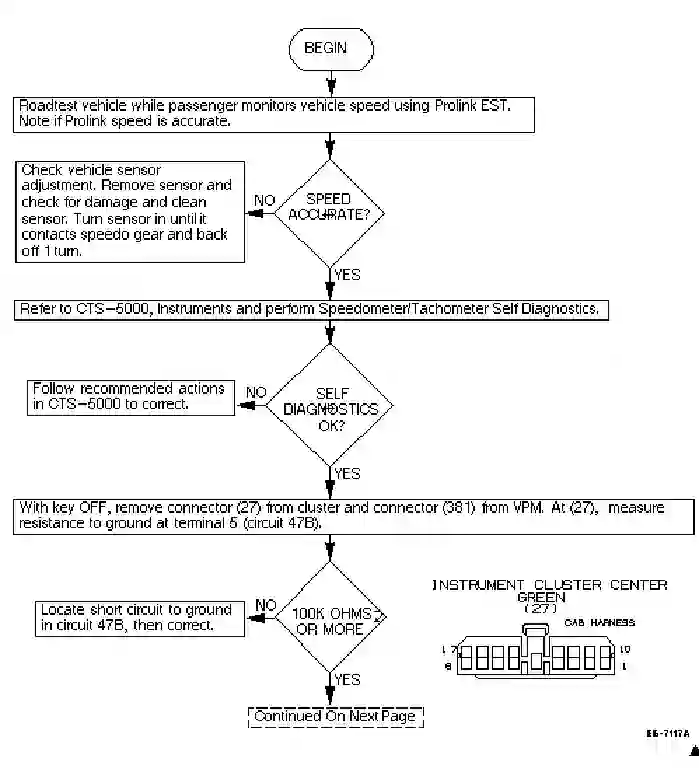 BEGIN
Roadtest vehicle while passenger monitors vehicle speed using Prolink EST.
Note if Prolink speed is accurate.
Check vehicle sensor
adjustment. Remove sensor and
check for damage and clean
sensor. Turn sensor in until it
contacts speedo gear and back
off 1 turn.
NO
SPEED
ACCURATE?
YES
Refer to CTS-5000, Instruments and perform Speedometer/Tachometer Self Diagnostics.
Follow recommended actions
in CTS-5000 to correct.
NO
SELF
DIAGNOSTICS
OK?
YES
With key OFF, remove connector (27) from cluster and connector (381) from VPM. At (27), measure
resistance to ground at terminal 5 (circuit 47B).
Locate short circuit to ground
in circuit 47B, then correct.
NO
100K OHMS
OR MORE ?
YES
INSTRUMENT CLUSTER CENTER
GREEN
(27)
CAB HARNESS
17 10
8 1
Continued On Next Page
EG-7117A